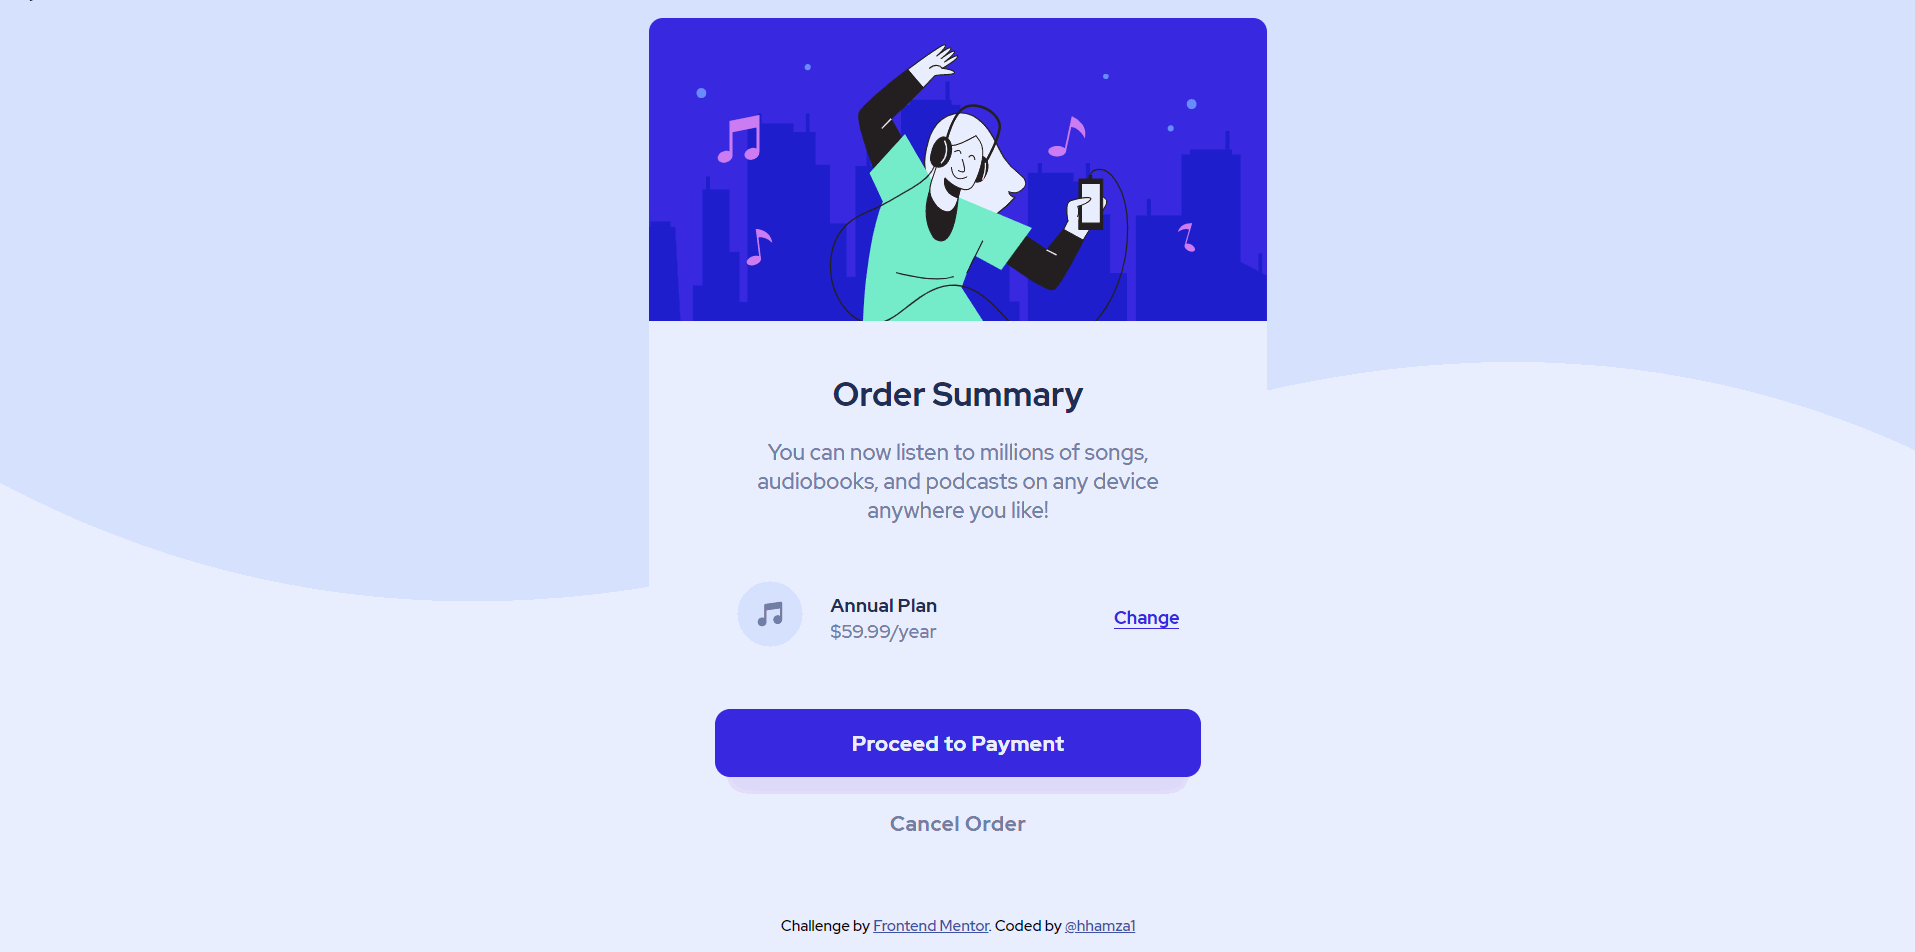 Order Summary
You can now listen to millions of songs,
audiobooks, and podcasts on any device
anywhere you like!
Annual Plan
$59.99/year
Change
Proceed to Payment
Cancel Order
Challenge by Frontend Mentor. Coded by @hhamza1